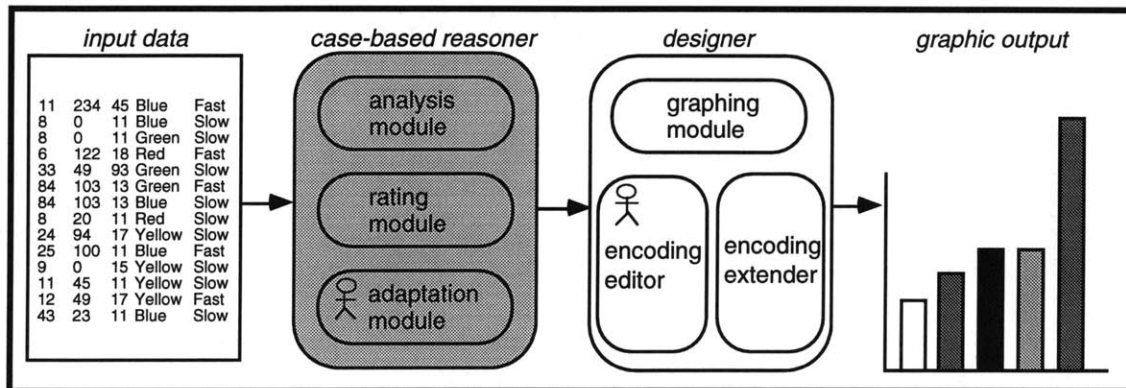 input data
case-based reasoner
designer
graphic output
11 234 45 Blue Fast
8 0 11 Blue Slow
8 0 11 Green Slow
6 122 18 Red Fast
33 49 93 Green Slow
84 103 13 Green Fast
84 103 13 Blue Slow
8 20 11 Red Slow
24 94 17 Yellow Slow
25 100 11 Blue Fast
9 0 15 Yellow Slow
11 45 11 Yellow Slow
12 49 17 Yellow Fast
43 23 11 Blue Slow
analysis
module
rating
module
adaptation
module
graphing
module
encoding
editor
encoding
extender